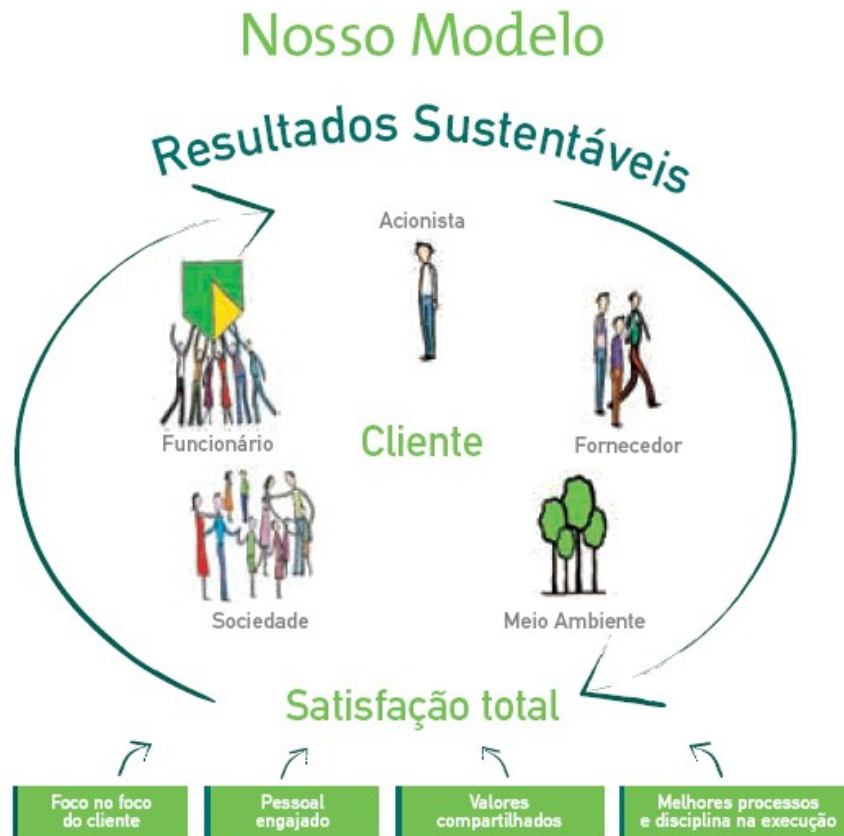 Nosso Modelo
Resultados Sustentáveis
Acionista
Funcionário
Cliente
Fornecedor
Sociedade
Meio Ambiente
Satisfação total
Foco no foco
do cliente
Pessoal
engajado
Valores
compartilhados
Melhores processos
e disciplina na execução